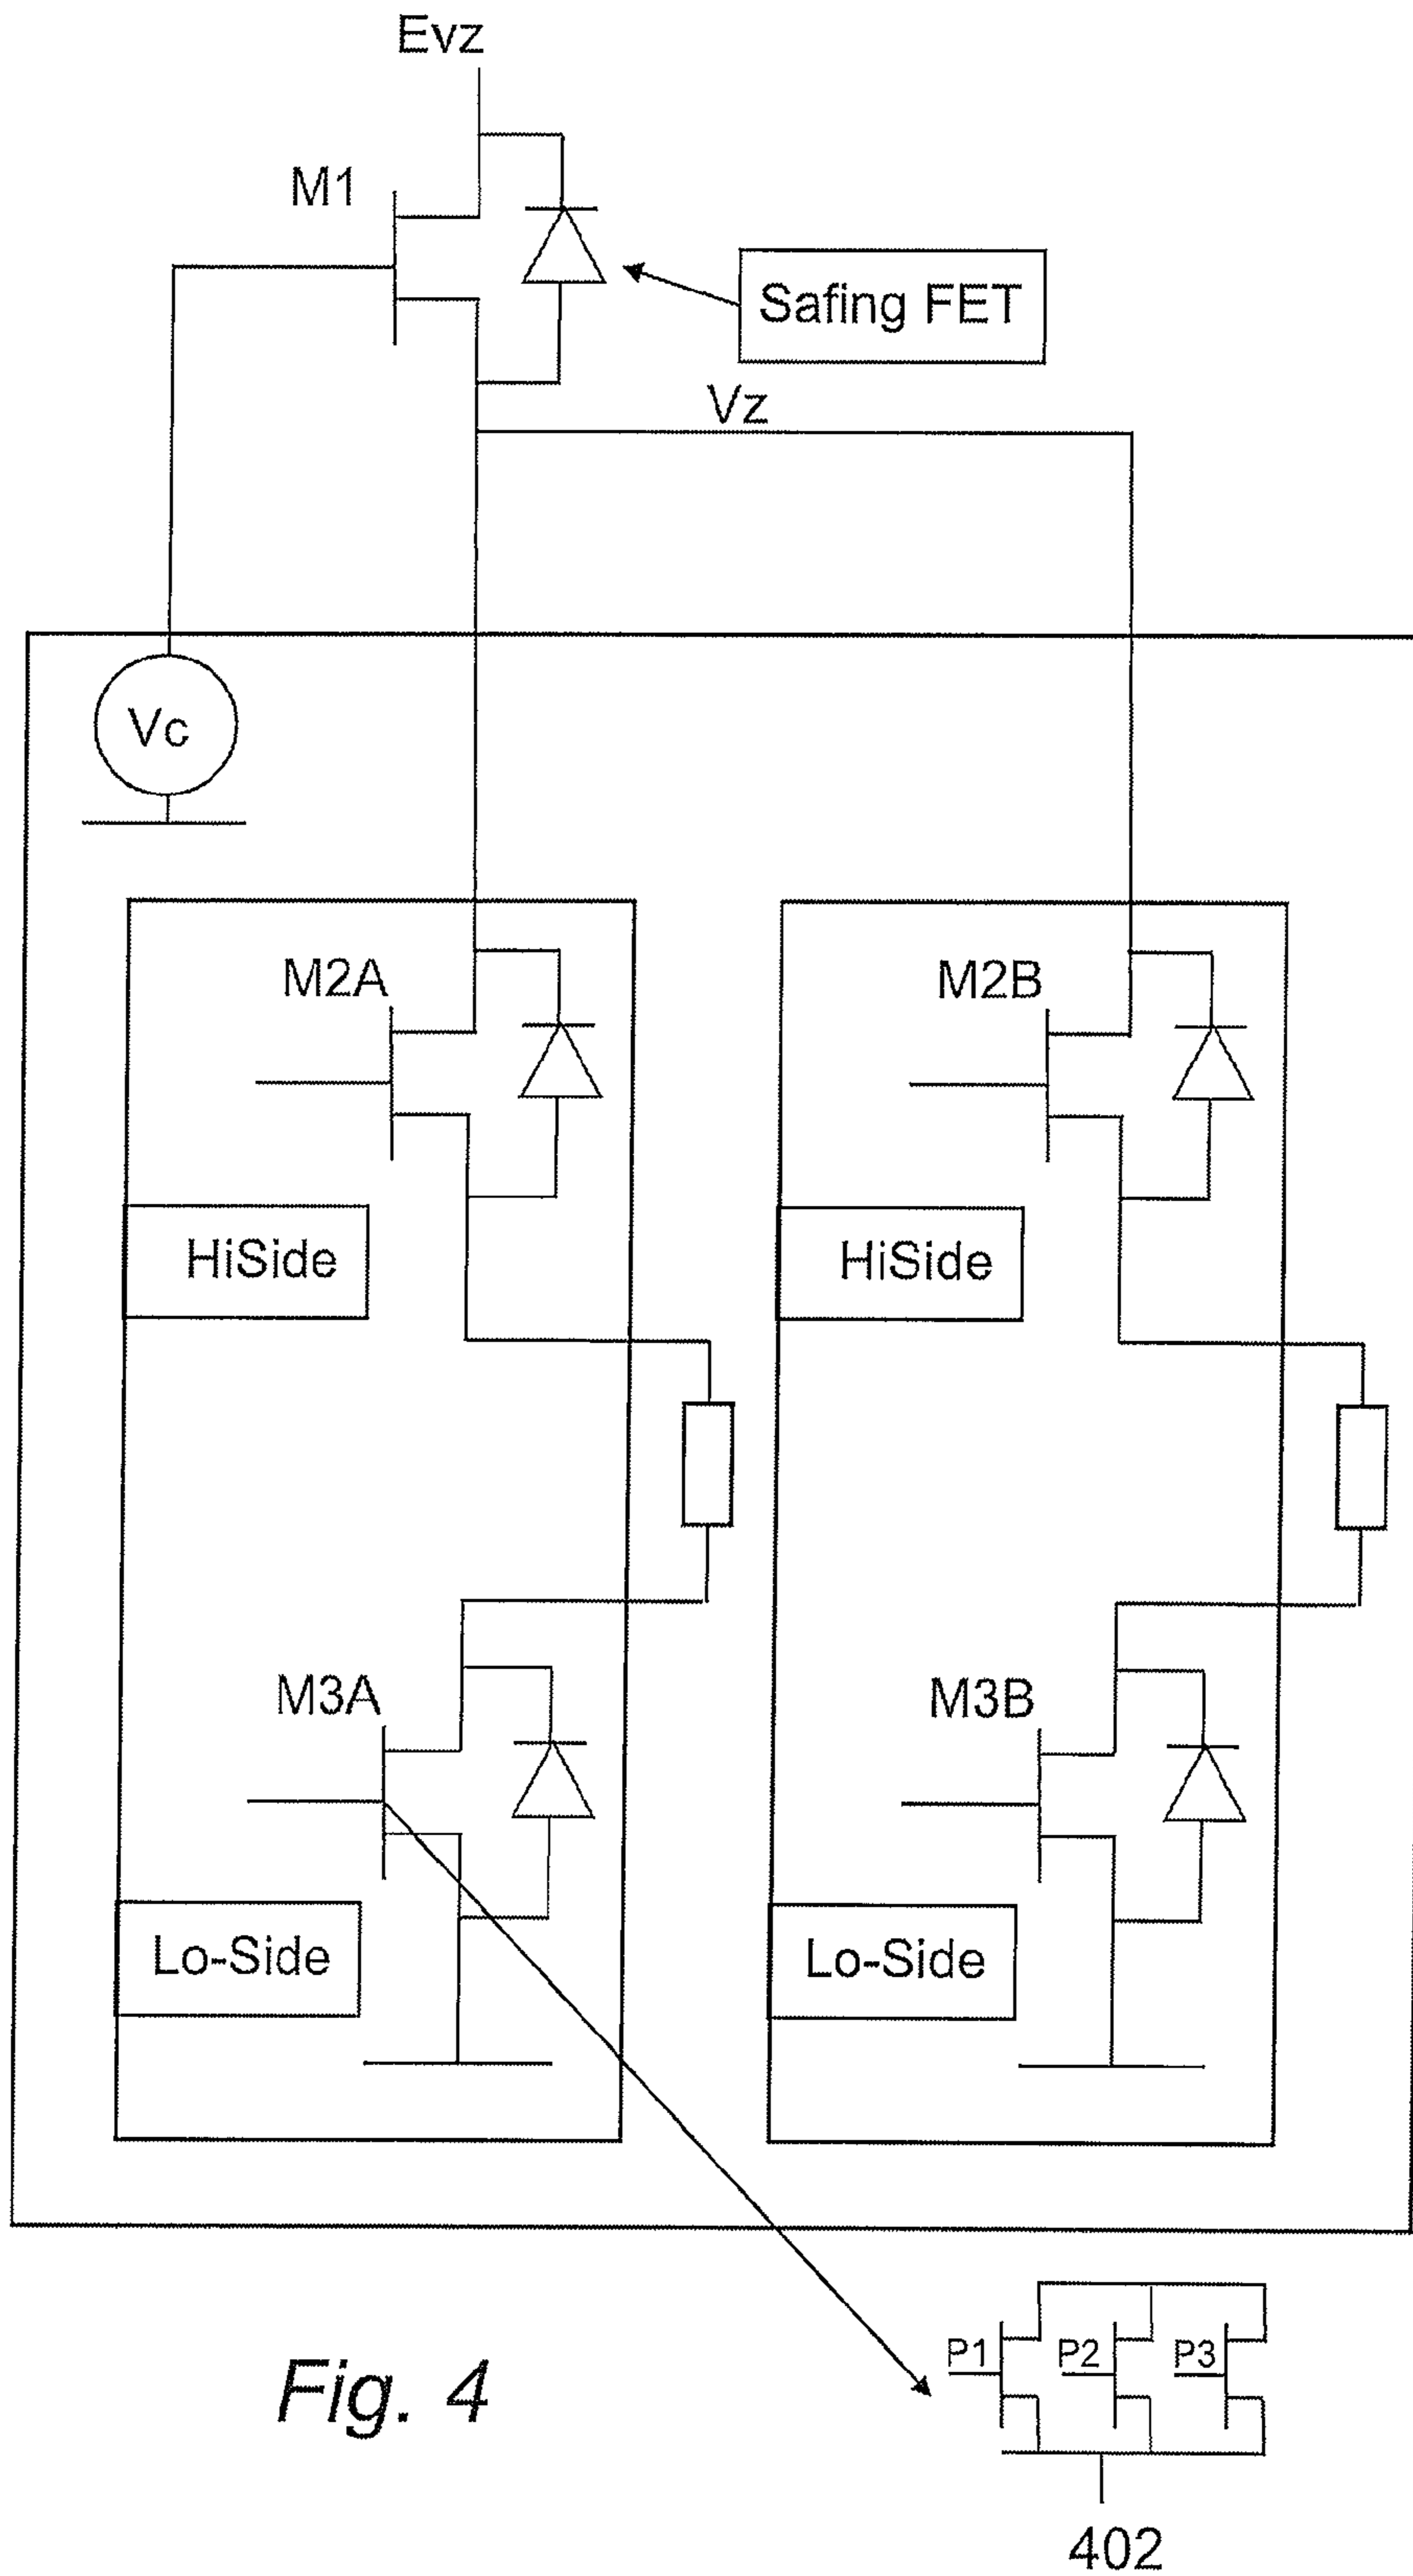 Evz
M1
Safing FET
Vz
Vc
M2A
M2B
HiSide
HiSide
M3A
M3B
Lo-Side
Lo-Side
P1
P2
P3
Fig. 4
402